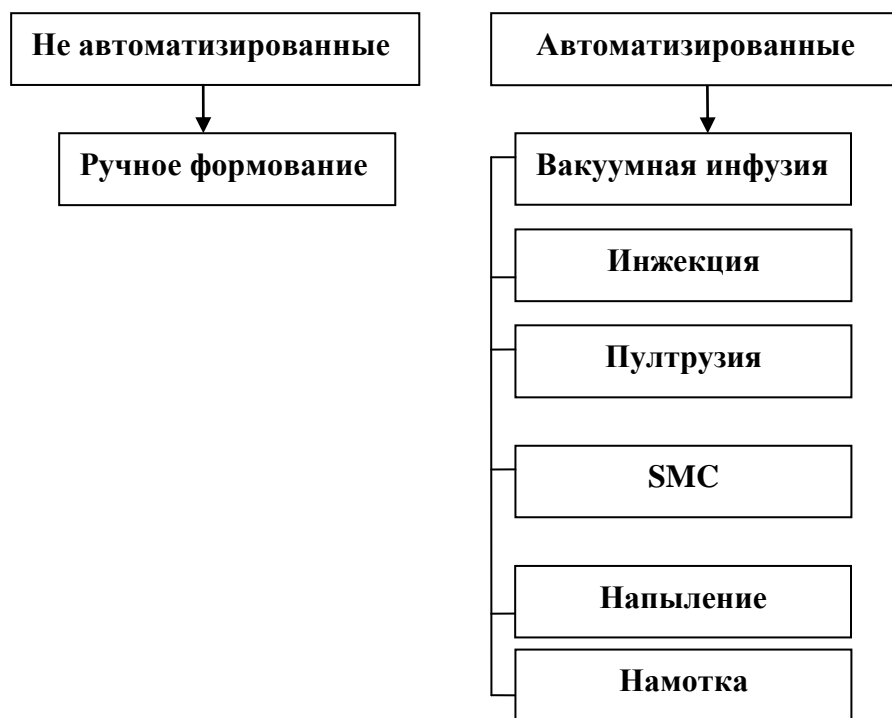 Не автоматизированные
Автоматизированные
Ручное формование
Вакуумная инфузия
Инжекция
Пултрузия
SMC
Напыление
Намотка